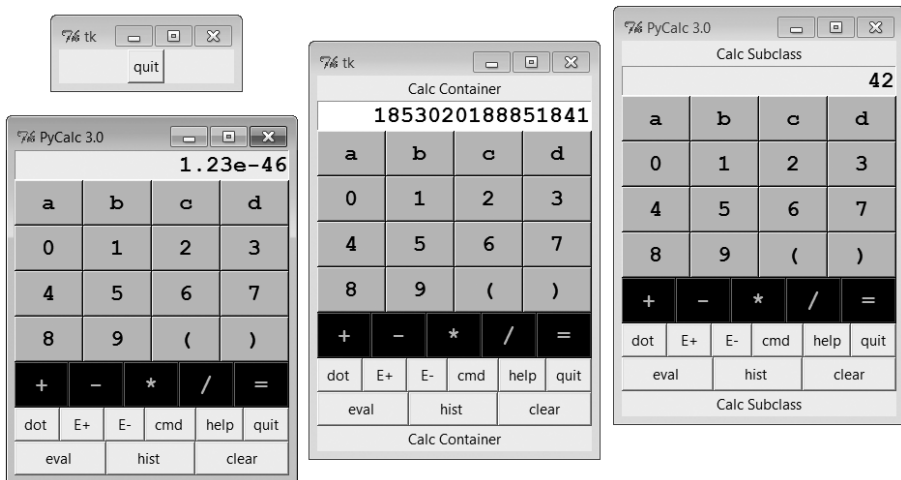 tk
quit
PyCalc 3.0
1.23e-46
a b c d
0 1 2 3
4 5 6 7
8 9 ( )
+ - * / =
dot E+ E- cmd help quit
eval hist clear
tk
Calc Container
1853020188851841
a b c d
0 1 2 3
4 5 6 7
8 9 ( )
+ - * / =
dot E+ E- cmd help quit
eval hist clear
Calc Container
PyCalc 3.0
Calc Subclass
42
a b c d
0 1 2 3
4 5 6 7
8 9 ( )
+ - * / =
dot E+ E- cmd help quit
eval hist clear
Calc Subclass